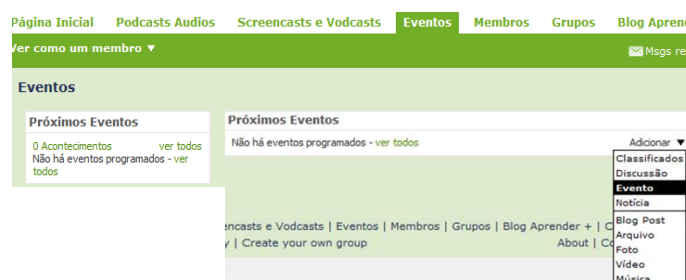 Página Inicial Podcasts Audios Screencasts e Vodcasts Eventos Membros Grupos Blog
Ver como um membro ▼ Msgs
Eventos
Próximos Eventos
0 Acontecimentos ver todos
Não há eventos programados - ver
todos
Próximos Eventos
Não há eventos programados - ver todos
Adicionar ▼
Classificados
Discussão
Evento
Notícia
Blog Post
Arquivo
Foto
Vídeo
Música
e Vodcasts | Eventos | Membros | Grupos | Blog Aprender + |
| Create your own group About |